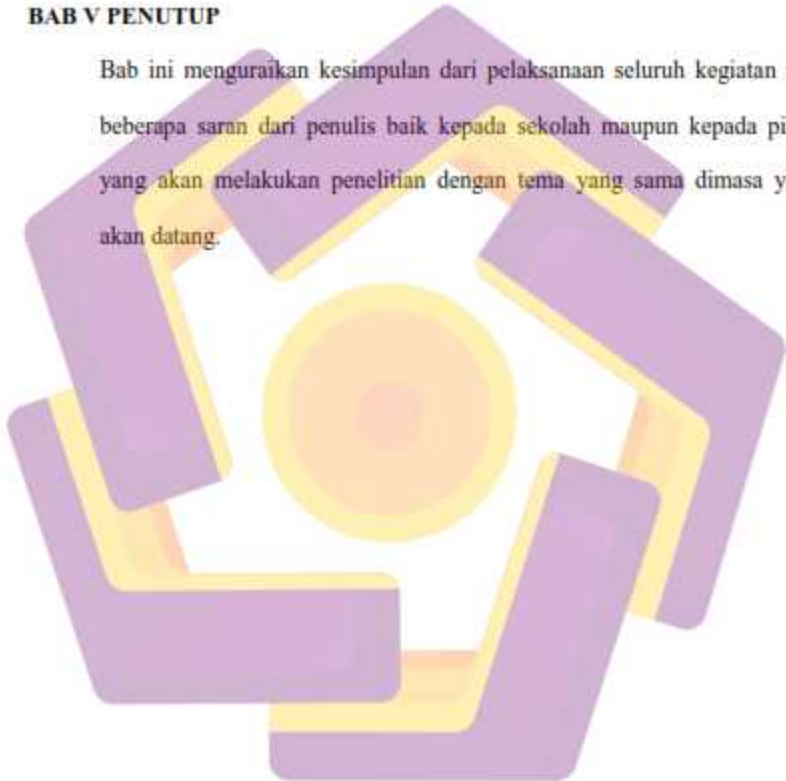 BAB V PENUTUP
Bab ini menguraikan kesimpulan dari pelaksanaan seluruh kegiatan
beberapa saran dari penulis baik kepada sekolah maupun kepada
yang akan melakukan penelitian dengan tema yang sama dimasa
akan datang.